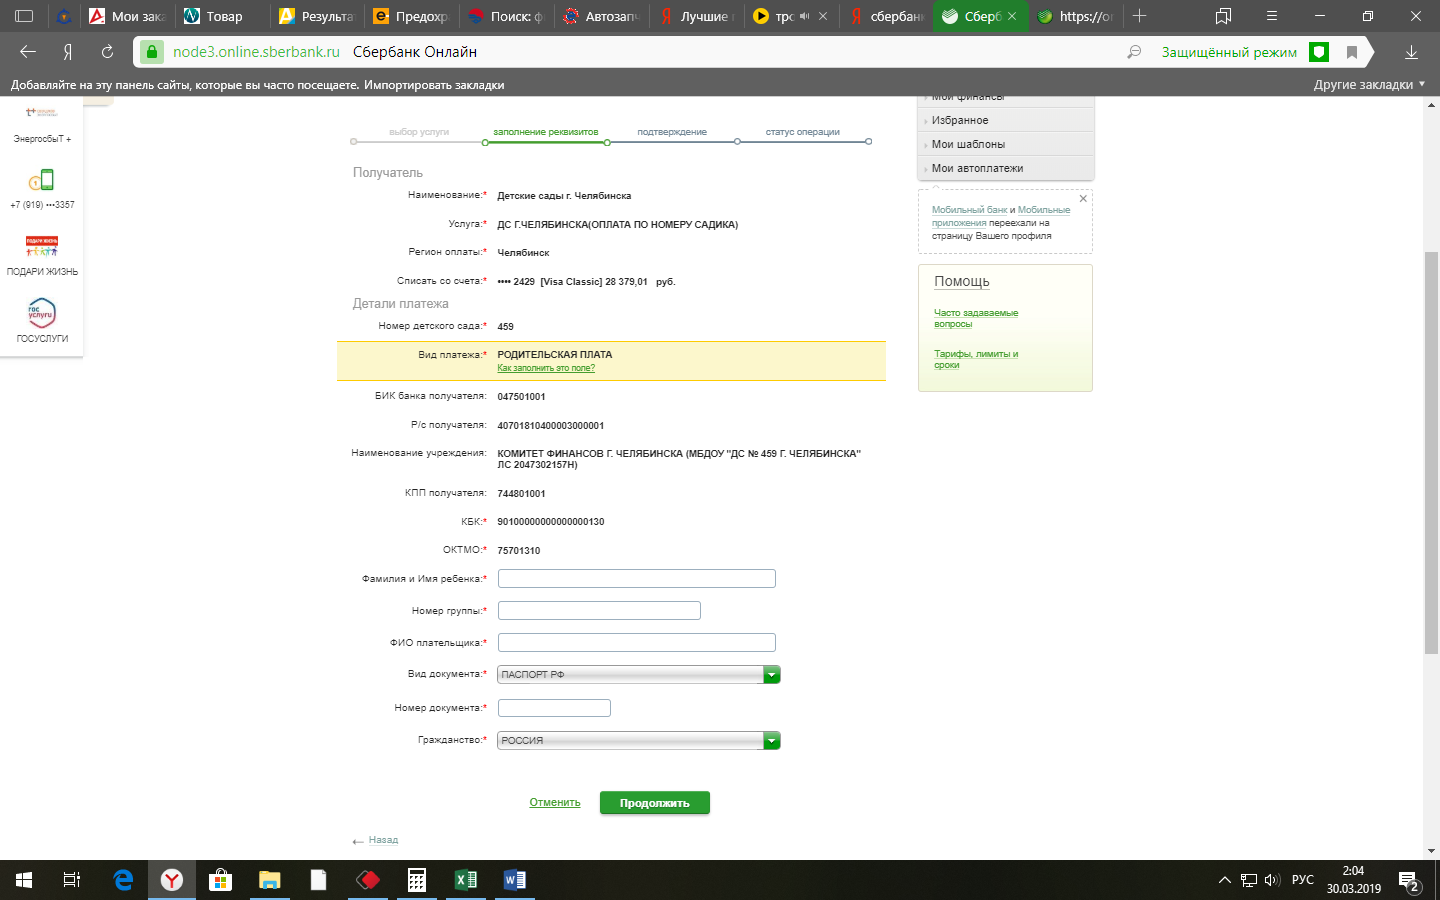 Мои зака
Товар
Результа
Предохр
Поиск: ф
Автозапч
Лучшие п
тро
сбербан
Сберб
https://or
node3.online.sberbank.ru Сбербанк Онлайн
Защищённый режим
Добавляйте на эту панель сайты, которые вы часто посещаете. Импортировать закладки
Другие закладки
ЭнергосбыТ +
+7 (919) •••3357
ПОДАРИ ЖИЗНЬ
ПОДАРИ ЖИЗНЬ
гос
услуги
ГОСУСЛУГИ
выбор услуги
заполнение реквизитов
подтверждение
статус операции
Получатель
Наименование:* Детские сады г. Челябинска
Услуга:* ДС Г.ЧЕЛЯБИНСКА(ОПЛАТА ПО НОМЕРУ САДИКА)
Регион оплаты:* Челябинск
Списать со счета:* •••• 2429 [Visa Classic] 28 379,01 руб.
Детали платежа
Номер детского сада:* 459
Вид платежа:* РОДИТЕЛЬСКАЯ ПЛАТА
Как заполнить это поле?
БИК банка получателя: 047501001
Р/с получателя: 40701810400003000001
Наименование учреждения: КОМИТЕТ ФИНАНСОВ Г. ЧЕЛЯБИНСКА (МБДОУ "ДС № 459 Г. ЧЕЛЯБИНСКА"
ЛС 2047302157Н)
КПП получателя: 744801001
КБК:* 90100000000000000130
ОКТМО:* 75701310
Фамилия и Имя ребенка:*
Номер группы:*
ФИО плательщика:*
Вид документа:* ПАСПОРТ РФ
Номер документа:*
Гражданство:* РОССИЯ
Отменить
Продолжить
← Назад
Мои финансы
Избранное
Мои шаблоны
Мои автоплатежи
Мобильный банк и Мобильные
приложения переехали на
страницу Вашего профиля
Помощь
Часто задаваемые
вопросы
Тарифы, лимиты и
сроки
РУС
2:04
30.03.2019
2